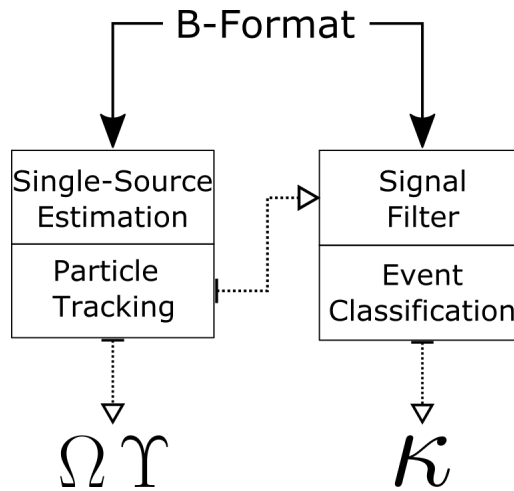 B-Format
Single-Source
Estimation
Particle
Tracking
Signal
Filter
Event
Classification
Ω ϒ
κ